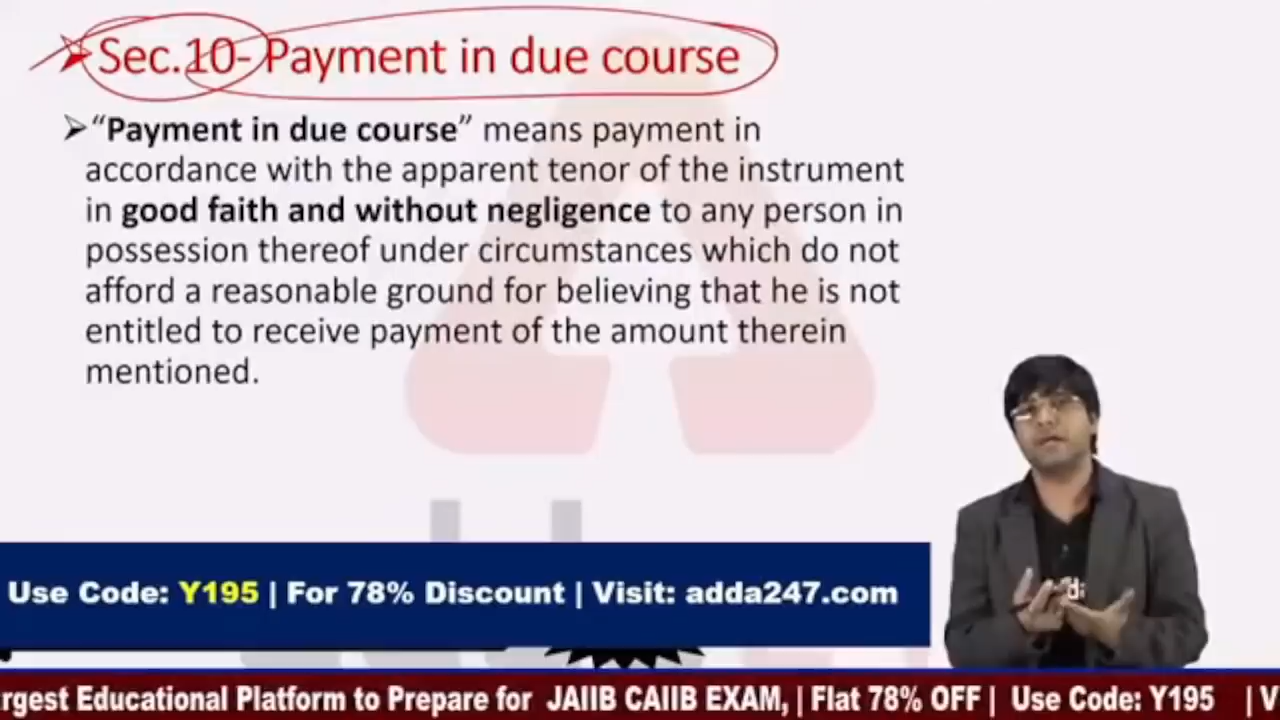 Sec.10- Payment in due course
“Payment in due course” means payment in
accordance with the apparent tenor of the instrument
in good faith and without negligence to any person in
possession thereof under circumstances which do not
afford a reasonable ground for believing that he is not
entitled to receive payment of the amount therein
mentioned.
Use Code: Y195 | For 78% Discount | Visit: adda247.com
Educational Platform to Prepare for JAIIB CAIIB EXAM, | Flat 78% OFF | Use Code: Y195 |